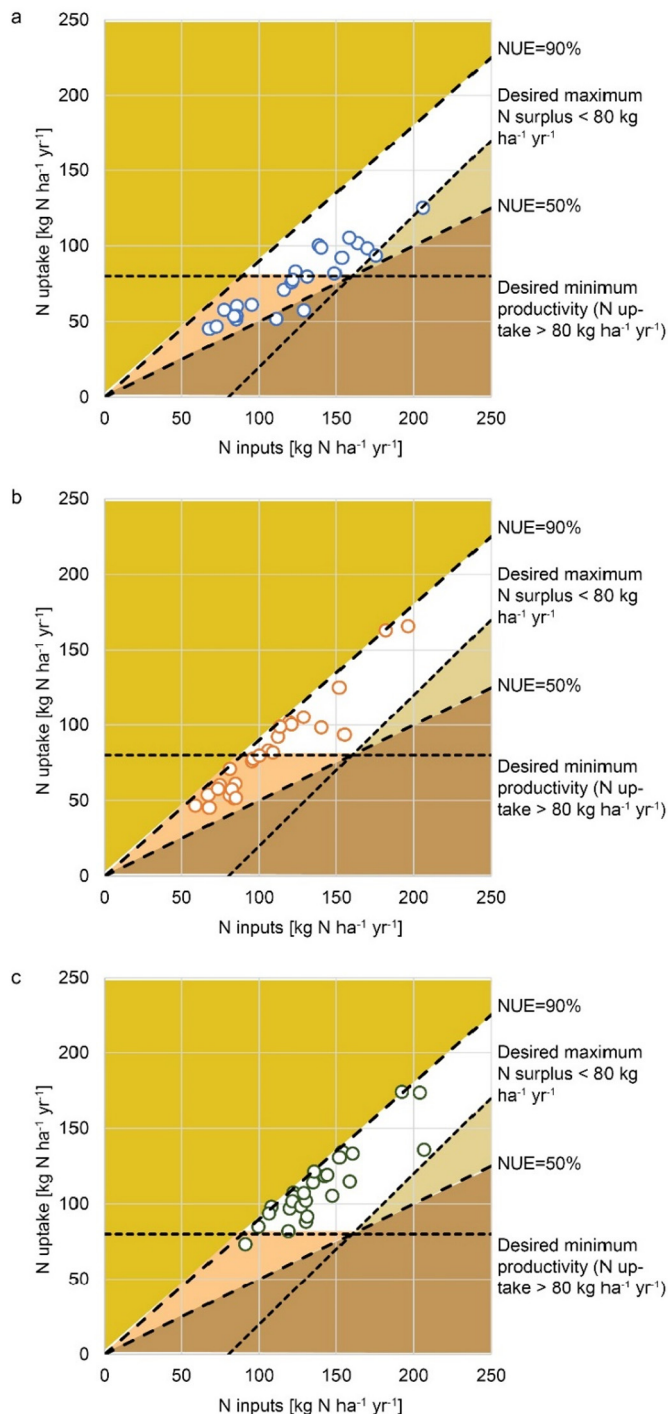 a
N uptake [kg N ha⁻¹ yr⁻¹]
250
200
150
100
50
0
0 50 100 150 200 250
N inputs [kg N ha⁻¹ yr⁻¹]
NUE=90%
Desired maximum
N surplus < 80 kg
ha⁻¹ yr⁻¹
NUE=50%
Desired minimum
productivity (N up-
take > 80 kg ha⁻¹ yr⁻¹)
b
N uptake [kg N ha⁻¹ yr⁻¹]
250
200
150
100
50
0
0 50 100 150 200 250
N inputs [kg N ha⁻¹ yr⁻¹]
NUE=90%
Desired maximum
N surplus < 80 kg
ha⁻¹ yr⁻¹
NUE=50%
Desired minimum
productivity (N up-
take > 80 kg ha⁻¹ yr⁻¹)
c
N uptake [kg N ha⁻¹ yr⁻¹]
250
200
150
100
50
0
0 50 100 150 200 250
N inputs [kg N ha⁻¹ yr⁻¹]
NUE=90%
Desired maximum
N surplus < 80 kg
ha⁻¹ yr⁻¹
NUE=50%
Desired minimum
productivity (N up-
take > 80 kg ha⁻¹ yr⁻¹)